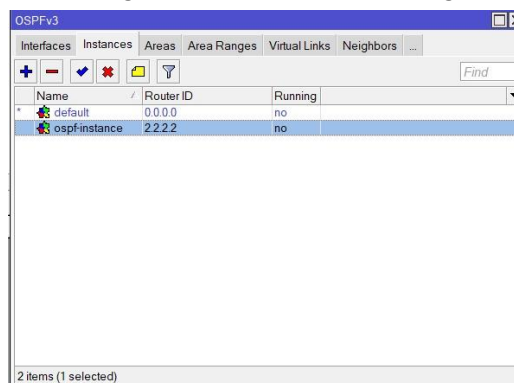 OSPFv3
Interfaces Instances Areas Area Ranges Virtual Links Neighbors ...
Find
Name Router ID Running
* default 0.0.0.0 no
ospf-instance 2.2.2.2 no
2 items (1 selected)